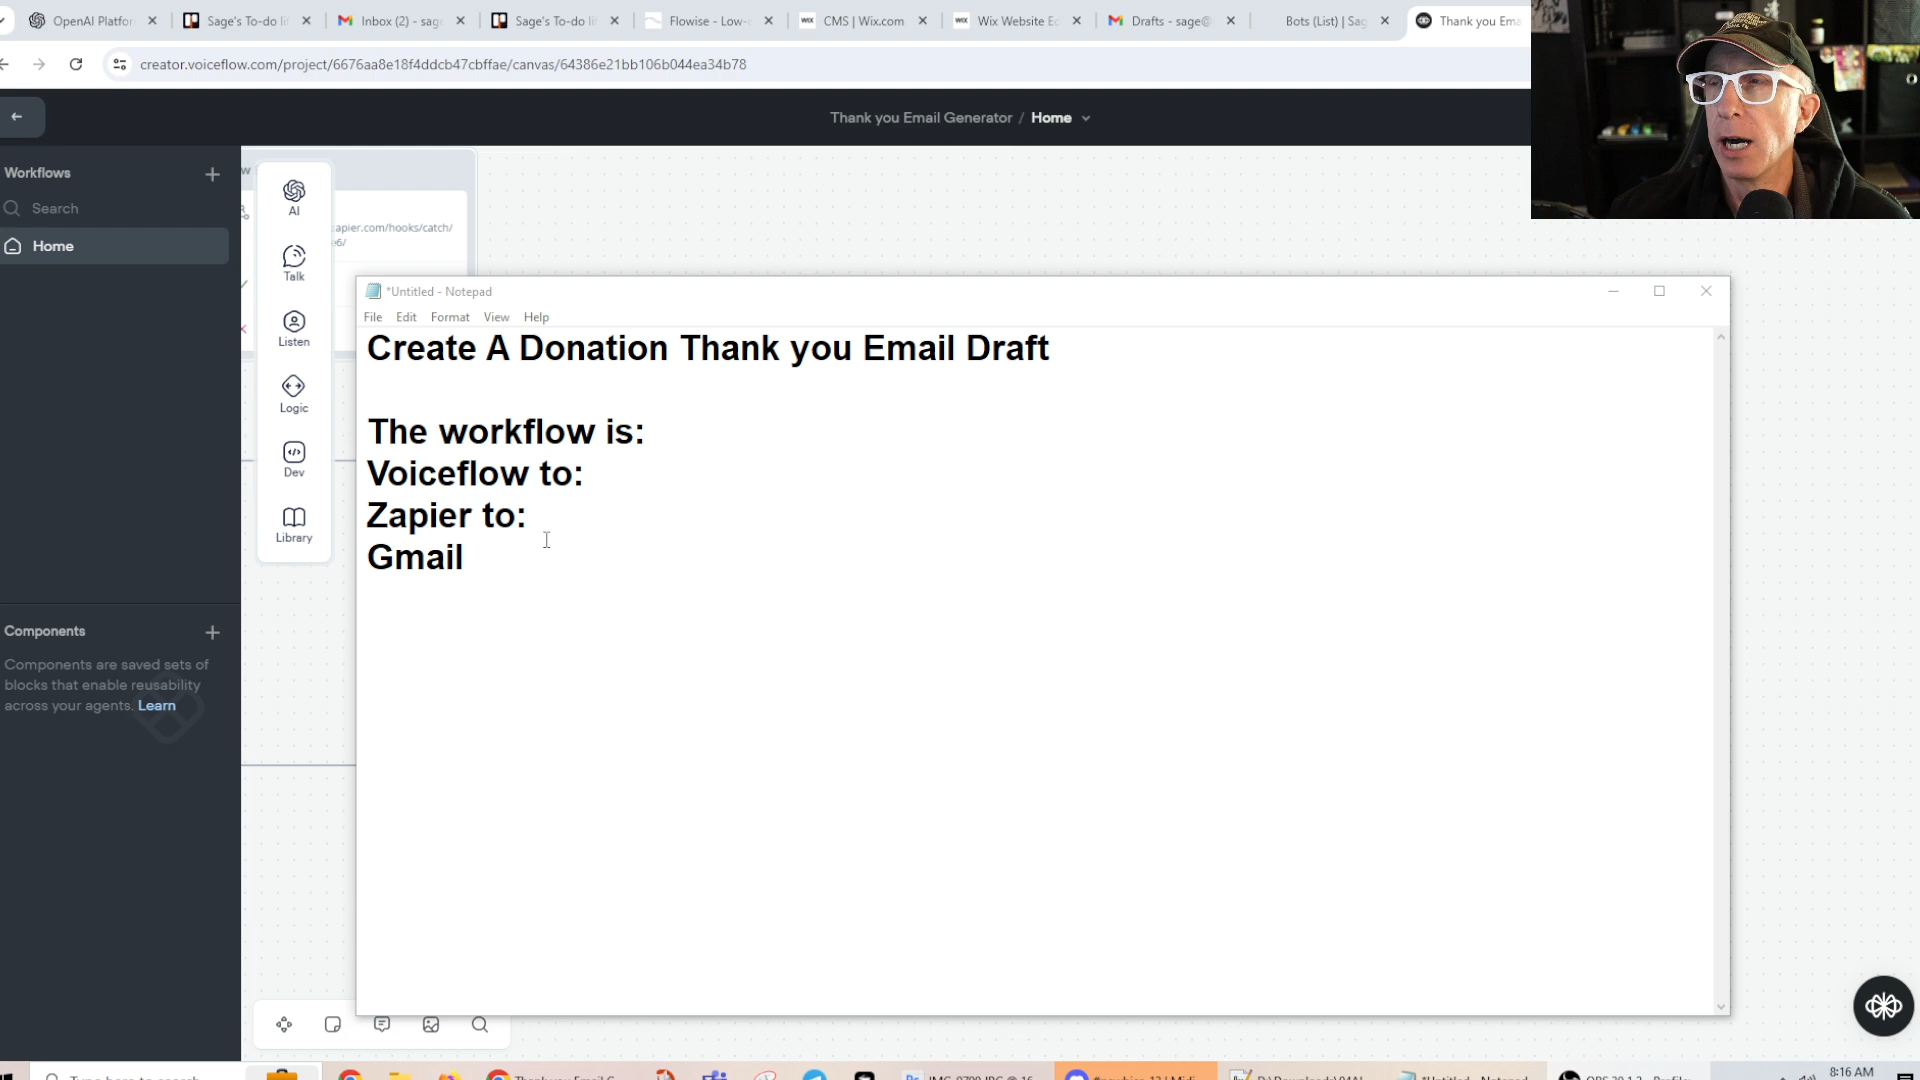 OpenAI Platfor
Sage's To-do li
Inbox (2) - sag
Sage's To-do li
Flowise - Low-
CMS | Wix.com
Wix Website Ed
Drafts - sage@
Bots (List) | Sag
Thank you Ema
creator.voiceflow.com/project/6676aa8e18f4ddcb47cbffae/canvas/64386e21bb106b044ea34b78
Thank you Email Generator / Home
Workflows
Search
Home
AI
Talk
Listen
Logic
Dev
Library
apier.com/hooks/catch/
e6/
*Untitled - Notepad
File Edit Format View Help
Create A Donation Thank you Email Draft
The workflow is:
Voiceflow to:
Zapier to:
Gmail
Components
Components are saved sets of
blocks that enable reusability
across your agents. Learn
8:16 AM